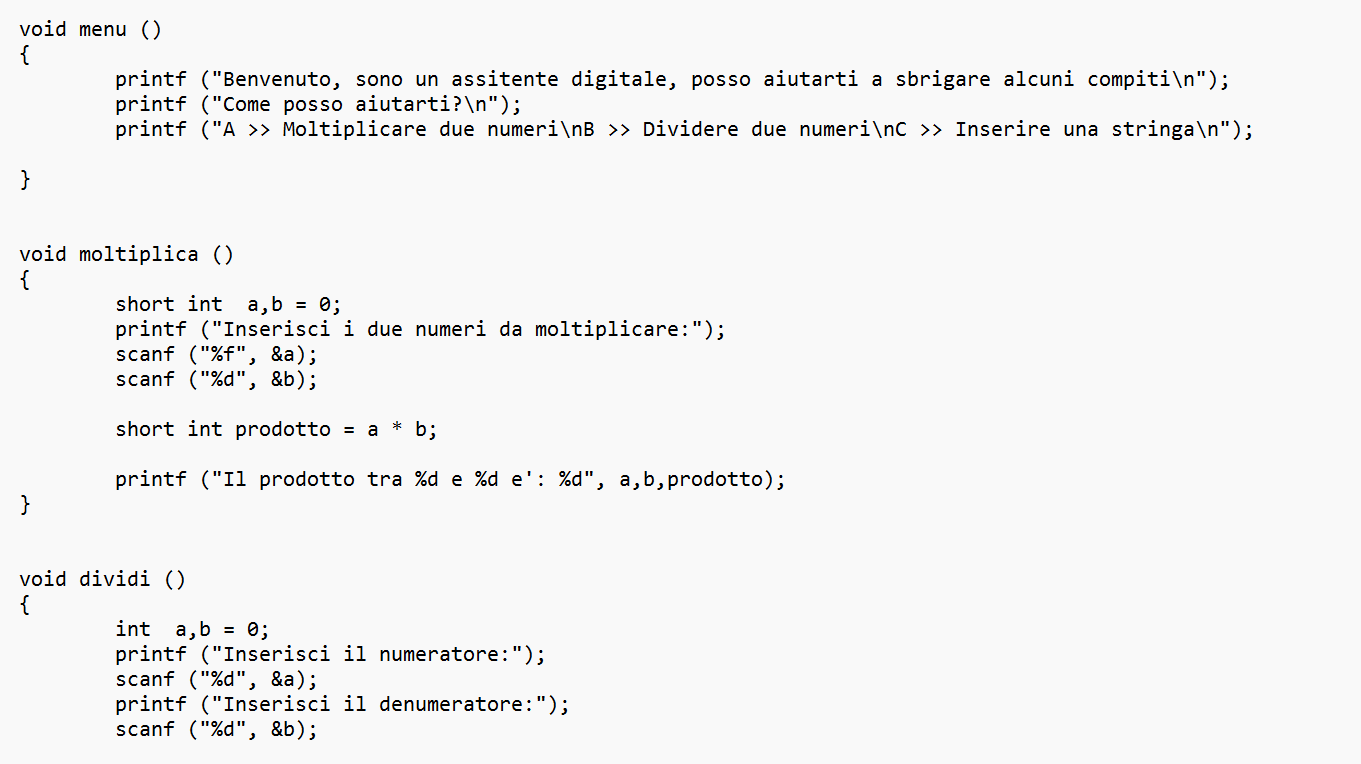 void menu ()
{
        printf ("Benvenuto, sono un assitente digitale, posso aiutarti a sbrigare alcuni compiti\n");
        printf ("Come posso aiutarti?\n");
        printf ("A >> Moltiplicare due numeri\nB >> Dividere due numeri\nC >> Inserire una stringa\n");

}


void moltiplica ()
{
        short int  a,b = 0;
        printf ("Inserisci i due numeri da moltiplicare:");
        scanf ("%f", &a);
        scanf ("%d", &b);

        short int prodotto = a * b;

        printf ("Il prodotto tra %d e %d e': %d", a,b,prodotto);
}


void dividi ()
{
        int  a,b = 0;
        printf ("Inserisci il numeratore:");
        scanf ("%d", &a);
        printf ("Inserisci il denumeratore:");
        scanf ("%d", &b);